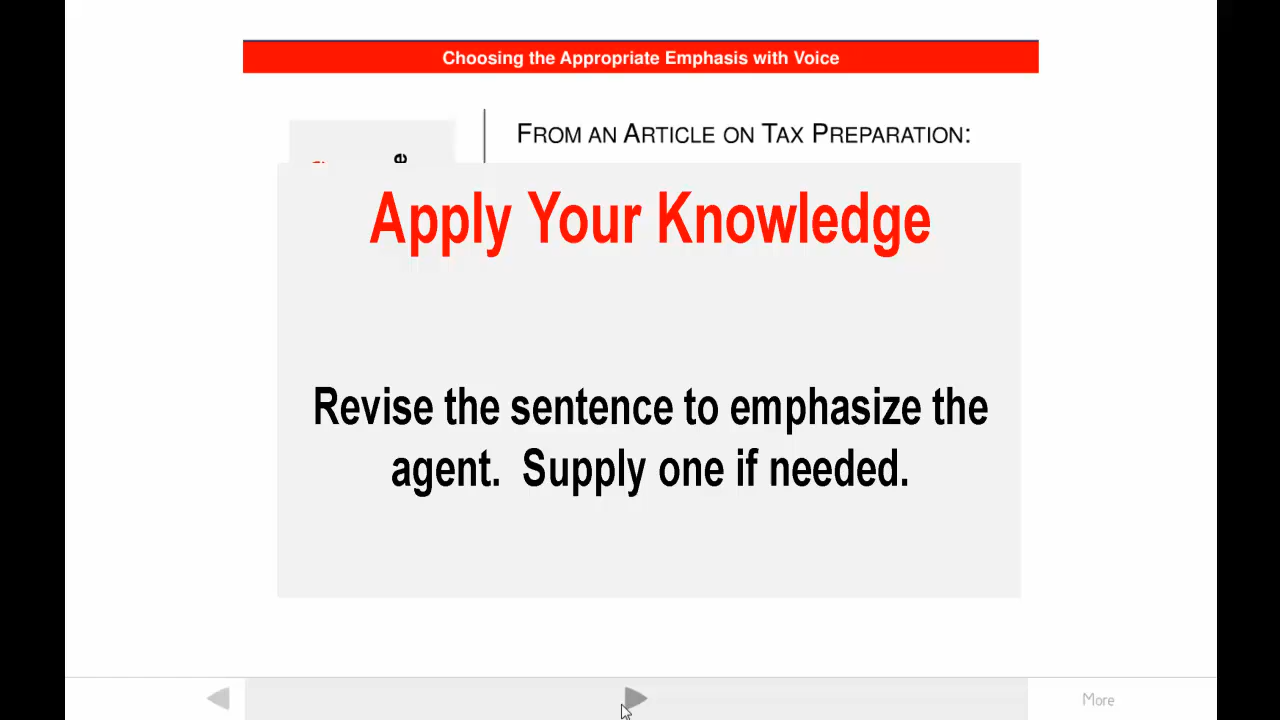 Choosing the Appropriate Emphasis with Voice
FROM AN ARTICLE ON TAX PREPARATION:
Apply Your Knowledge
Revise the sentence to emphasize the
agent.  Supply one if needed.
More